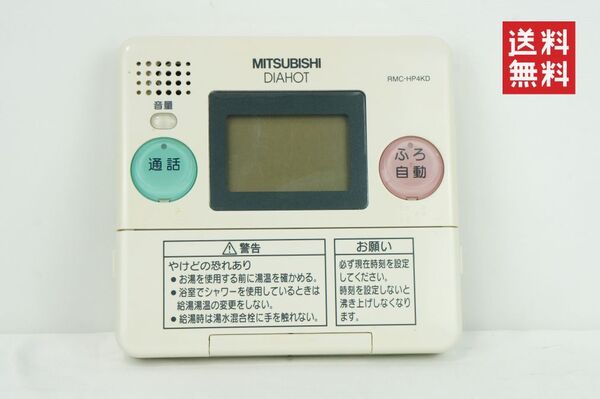 送料
無料
MITSUBISHI
DIAHOT
RMC-HP4KD
音量
通話
ふろ
自動
警告
やけどの恐れあり
●お湯を使用する前に湯温を確かめる。
●浴室でシャワーを使用しているときは
給湯湯温の変更をしない。
●給湯時は湯水混合栓に手を触れない。
お願い
必ず現在時刻を設定
してください。
時刻を設定しないと
沸き上げしなくなり
ます。